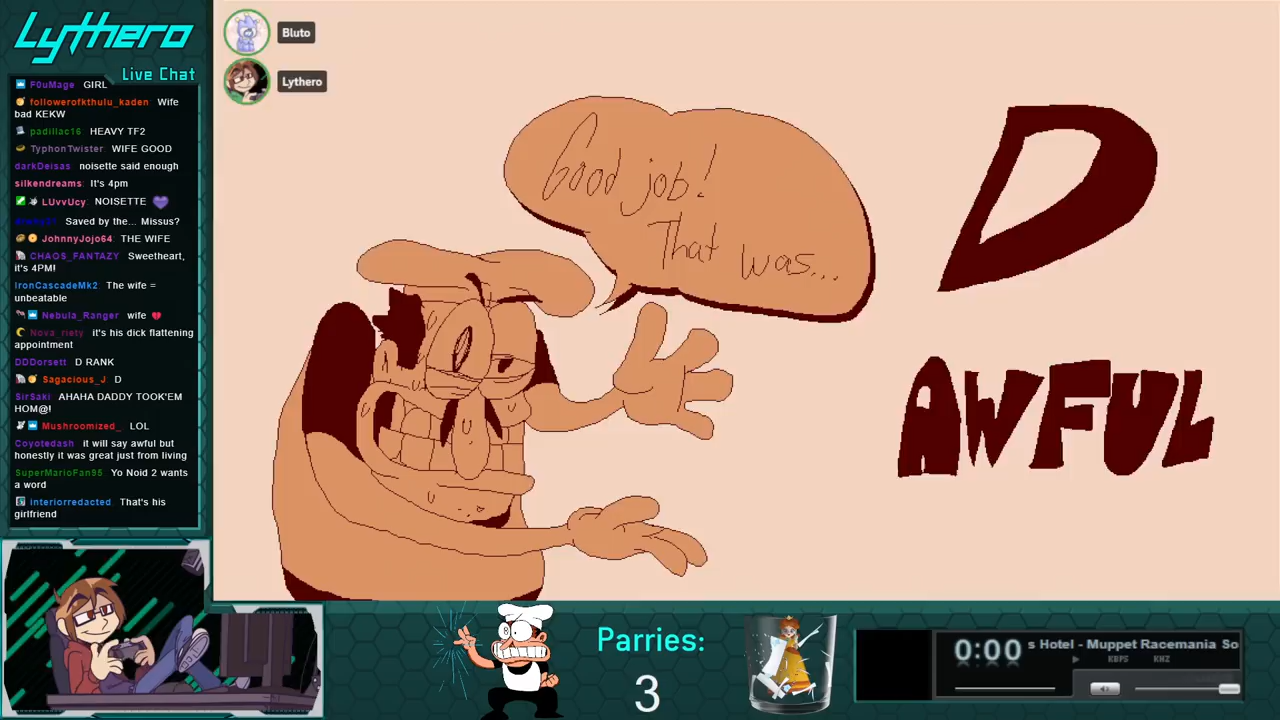 Lythero
Live Chat
F0uMage GIRL
followerofkthulu_kaden Wife
bad KEKW
padillac16 HEAVY TF2
TyphonTwister: WIFE GOOD
darkDeisas noisette said enough
silkendreams: It's 4pm
LUvvUcy: NOISETTE
Saved by the... Missus?
JohnnyJojo64 THE WIFE
CHAOS_FANTAZY Sweetheart,
it's 4PM!
IronCascadeMk2: The wife =
unbeatable
Nebula_Ranger wife
Nova_riety it's his dick flattening
appointment
DDDorsett D RANK
Sagacious_J D
SirSaki AHAHA DADDY TOOK'EM
HOM@!
Mushroomized_ LOL
Coyotedash it will say awful but
honestly it was great just from living
SuperMarioFan95 Yo Noid 2 wants
a word
interiorredacted That's his
girlfriend
Bluto
Lythero
Good job!
That was...
D
AWFUL
Parries:
3
0:00
s Hotel - Muppet Racemania So
KBPS KHZ